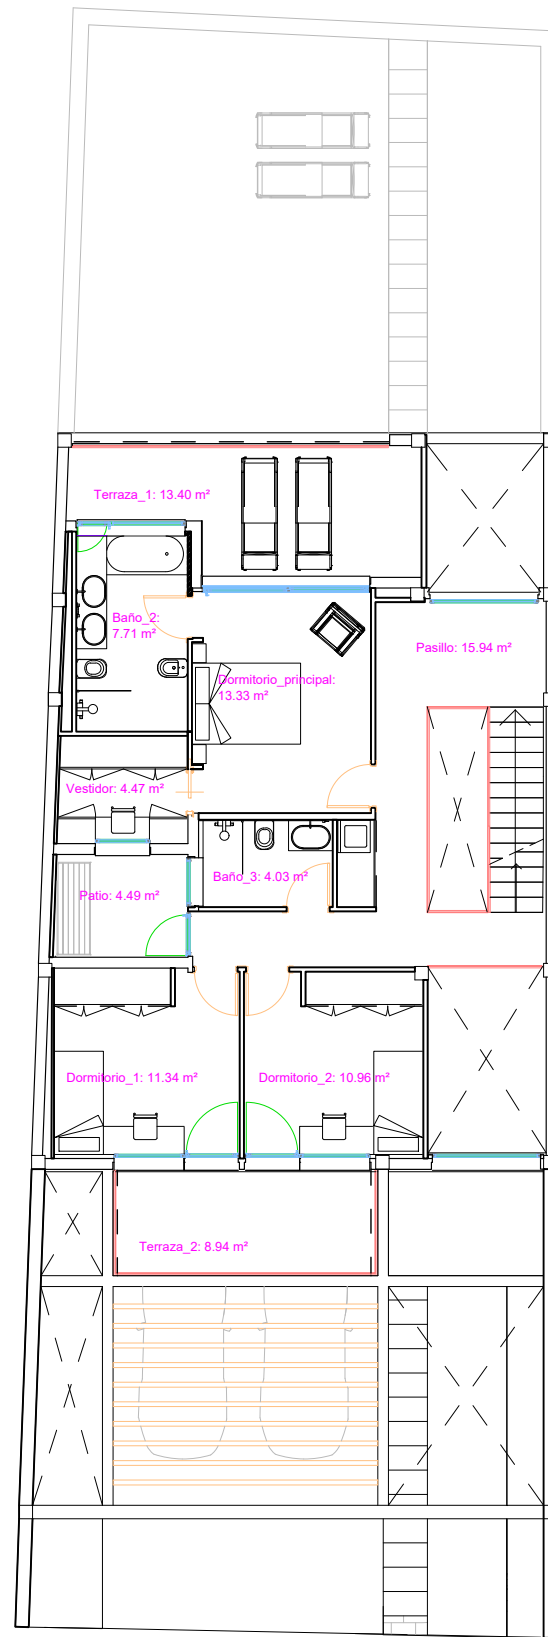 Terraza_1: 13.40 m²
Baño_2:
7.71 m²
Pasillo: 15.94 m²
Dormitorio_principal:
13.33 m²
Vestidor: 4.47 m²
Baño_3: 4.03 m²
Patio: 4.49 m²
Dormitorio_1: 11.34 m²
Dormitorio_2: 10.96 m²
Terraza_2: 8.94 m²